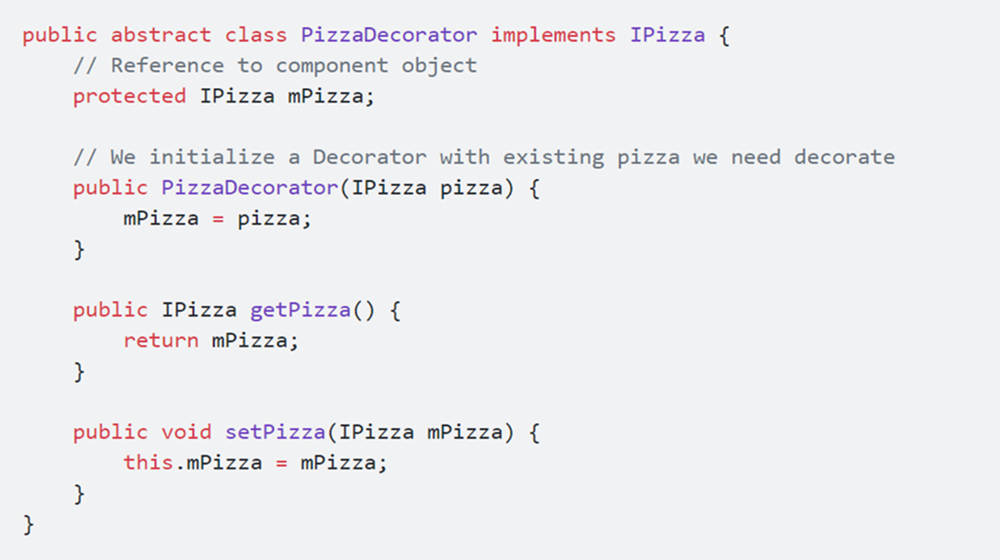 public abstract class PizzaDecorator implements IPizza {
    // Reference to component object
    protected IPizza mPizza;

    // We initialize a Decorator with existing pizza we need decorate
    public PizzaDecorator(IPizza pizza) {
        mPizza = pizza;
    }

    public IPizza getPizza() {
        return mPizza;
    }

    public void setPizza(IPizza mPizza) {
        this.mPizza = mPizza;
    }
}